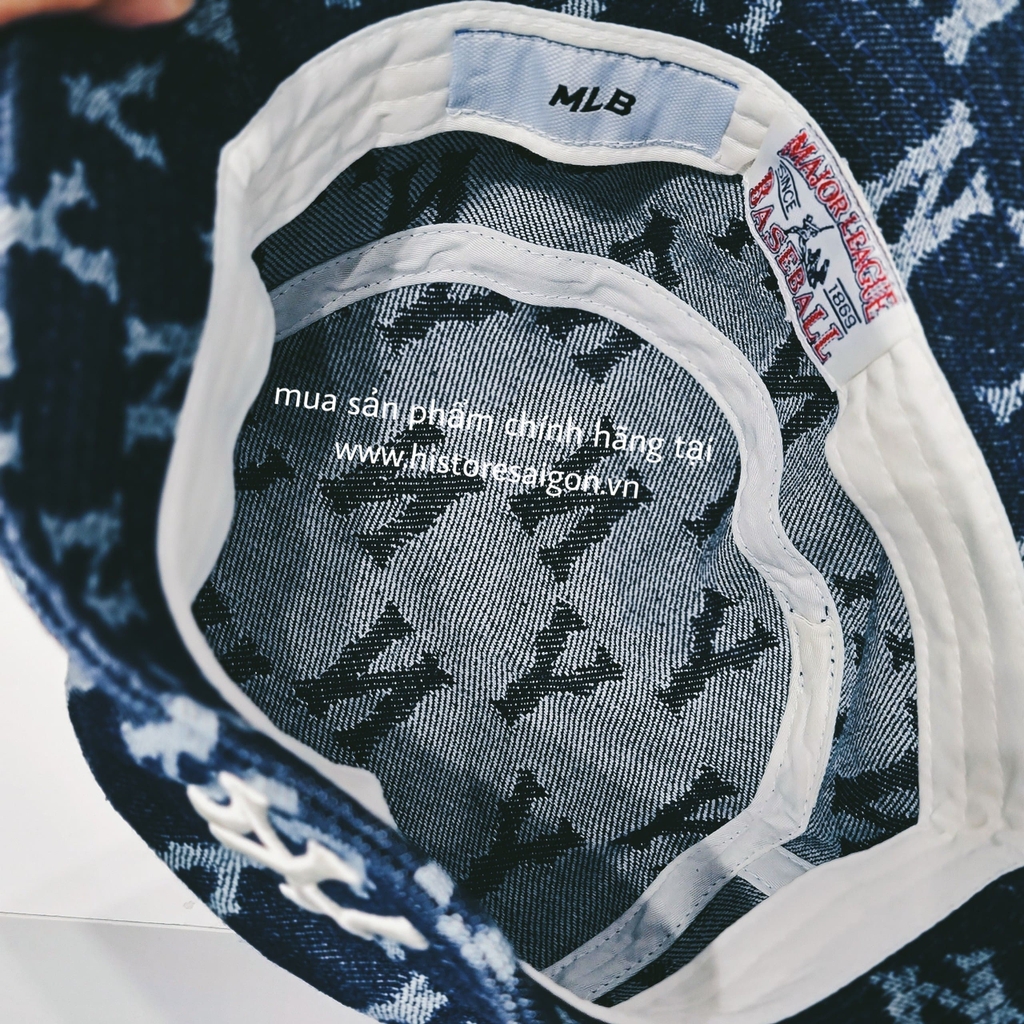 MLB
MAJOR LEAGUE
SINCE 1869
BASEBALL
mua sản phẩm chính hãng tại
www.historesaigon.vn